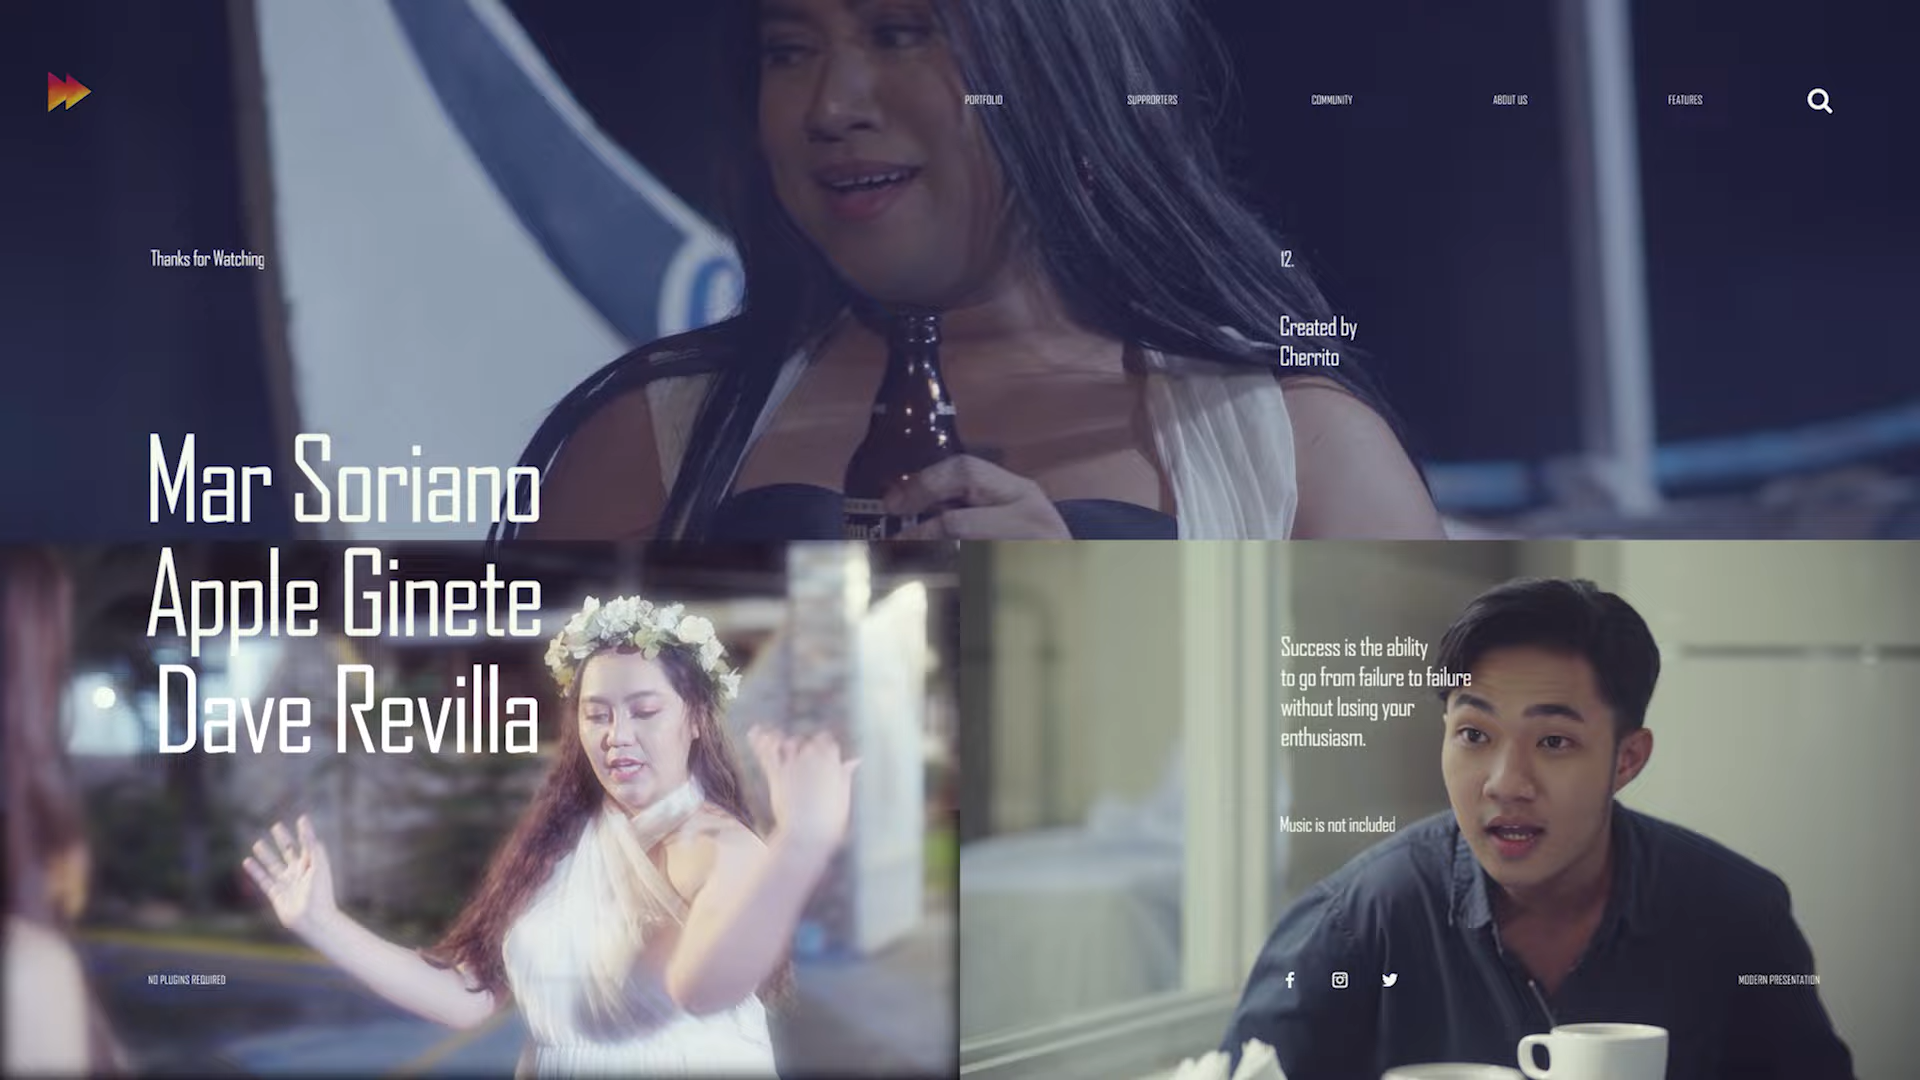 PORTFOLIO
SUPPRORTERS
COMMUNITY
ABOUT US
FEATURES
Thanks for Watching
12.
Created by
Cherrito
Mar Soriano
Apple Ginete
Dave Revilla
Success is the ability
to go from failure to failure
without losing your
enthusiasm.
Music is not included
NO PLUGINS REQUIRED
MODERN PRESENTATION